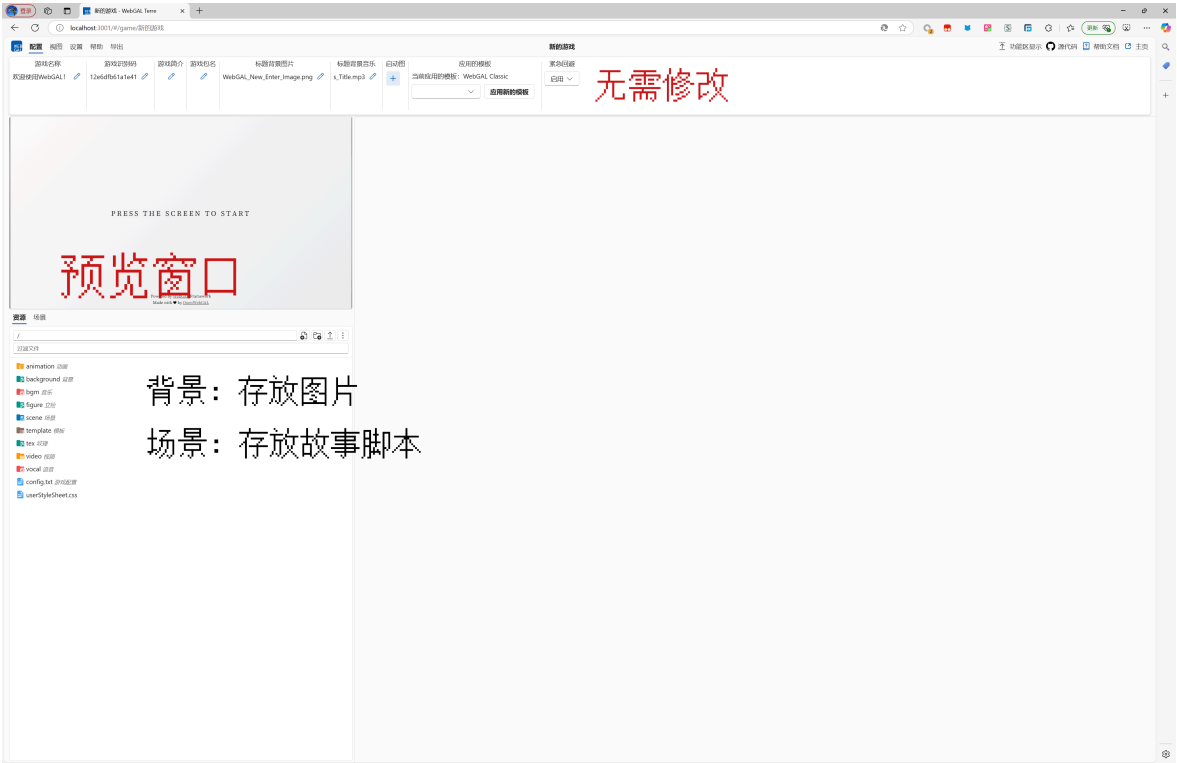 登录
新的游戏 - WebGAL Terre
localhost:3001/#/game/新的游戏
更新
配置 视图 设置 帮助 导出
新的游戏
功能区显示 源代码 帮助文档 主页
游戏名称 游戏识别码 游戏简介 游戏包名 标题背景图片 标题背景音乐 启动图 应用的模板 紧急回避
欢迎使用WebGAL! 12e6dfb61a1e41 WebGAL_New_Enter_Image.png s_Title.mp3 当前应用的模板: WebGAL Classic 启用
应用新的模板
无需修改
PRESS THE SCREEN TO START
预览窗口
Made with ♥ by OpenWebGAL
资源 场景
/
过滤文件
animation 动画
background 背景
bgm 音乐
figure 立绘
scene 场景
template 模板
tex 纹理
video 视频
vocal 语音
config.txt 游戏配置
userStyleSheet.css
背景：存放图片
场景：存放故事脚本